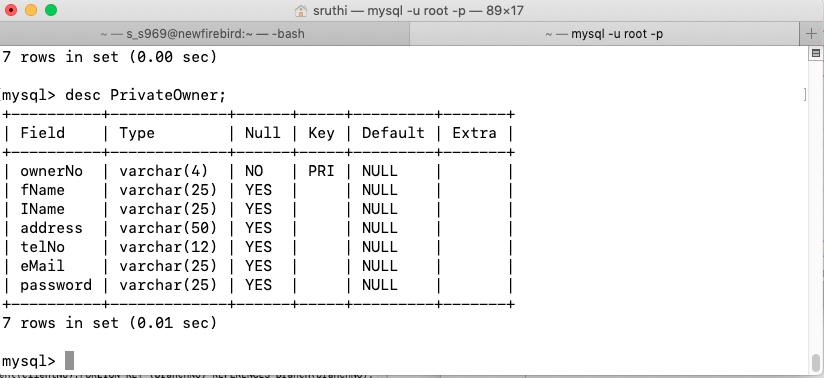 sruthi — mysql -u root -p — 89×17
~ — s_s969@newfirebird:~ — -bash
~ — mysql -u root -p
+
7 rows in set (0.00 sec)
[mysql> desc PrivateOwner; ]
+----------+-------------+------+-----+---------+-------+
| Field    | Type        | Null | Key | Default | Extra |
+----------+-------------+------+-----+---------+-------+
| ownerNo  | varchar(4)  | NO   | PRI | NULL    |       |
| fName    | varchar(25) | YES  |     | NULL    |       |
| IName    | varchar(25) | YES  |     | NULL    |       |
| address  | varchar(50) | YES  |     | NULL    |       |
| telNo    | varchar(12) | YES  |     | NULL    |       |
| eMail    | varchar(25) | YES  |     | NULL    |       |
| password | varchar(25) | YES  |     | NULL    |       |
+----------+-------------+------+-----+---------+-------+
7 rows in set (0.01 sec)
mysql>